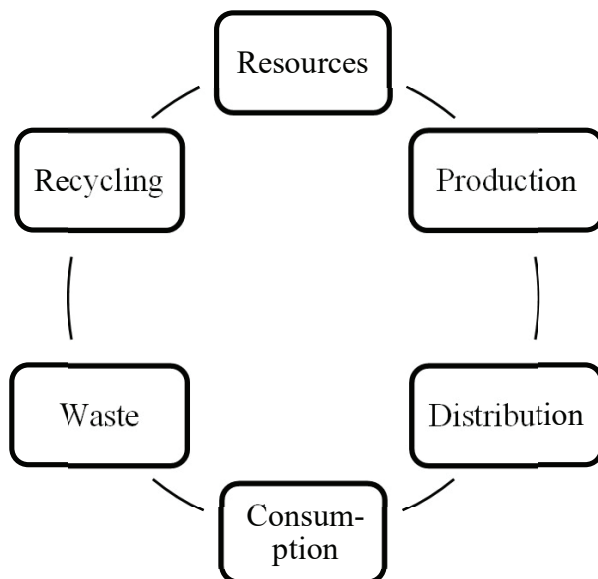 Resources
Production
Distribution
Consum-
ption
Waste
Recycling